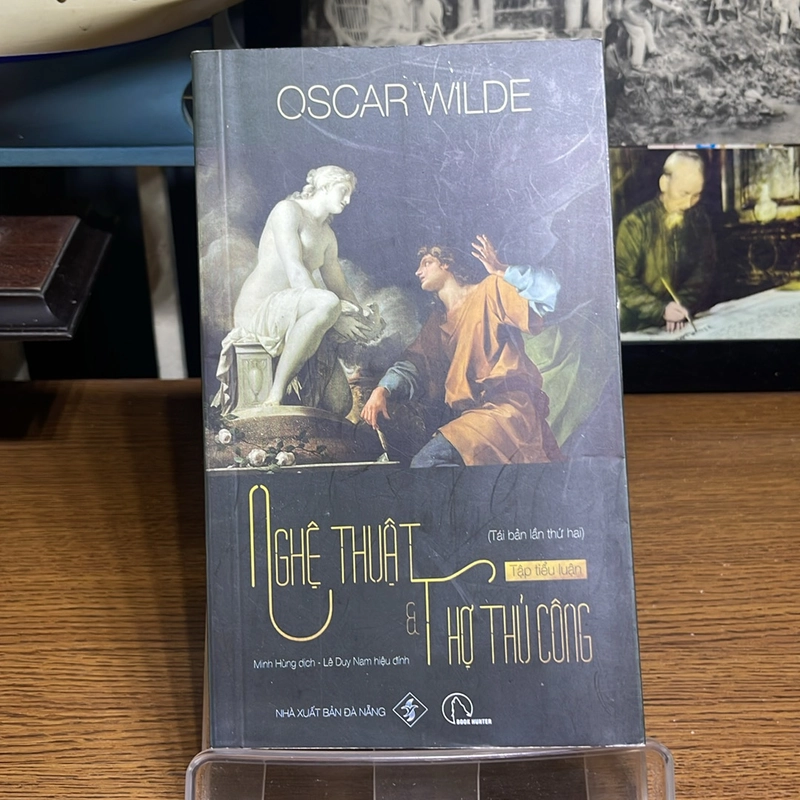 OSCAR WILDE
NGHỆ THUẬT
(Tái bản lần thứ hai)
Tập tiểu luận
& THỢ THỦ CÔNG
Minh Hùng dịch - Lê Duy Nam hiệu đính
NHÀ XUẤT BẢN ĐÀ NẴNG
BOOK HUNTER